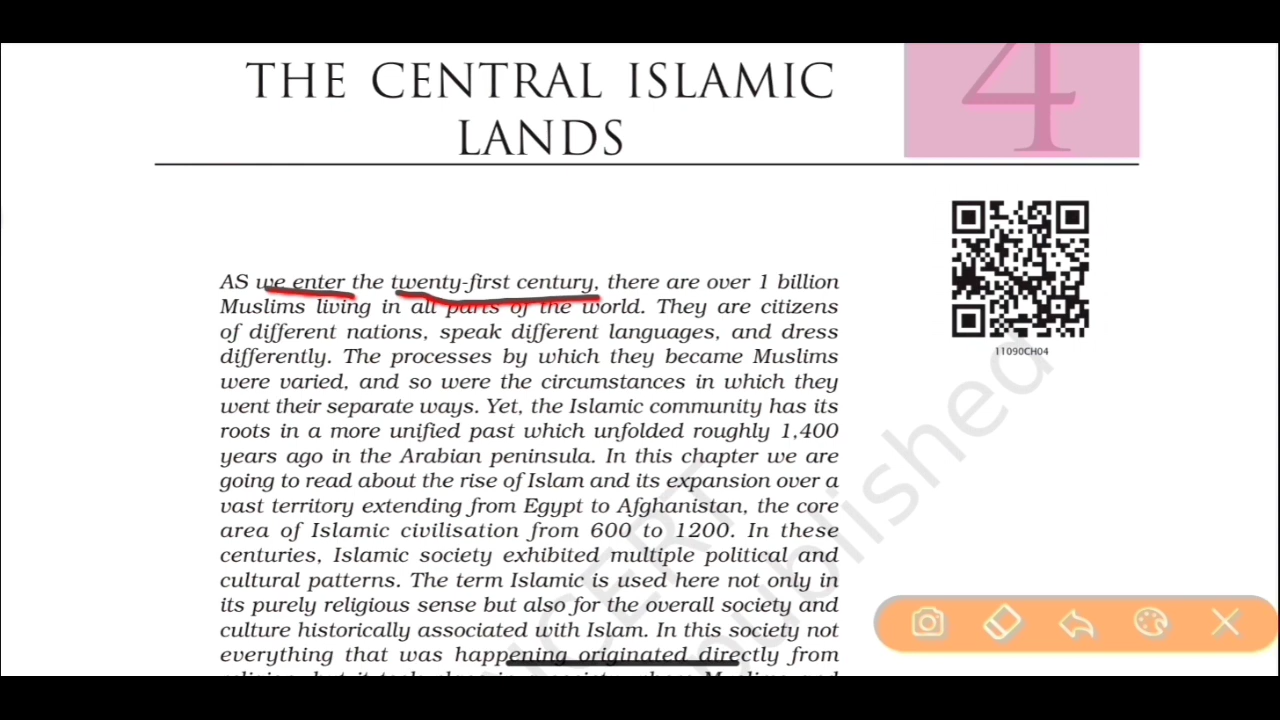 THE CENTRAL ISLAMIC
LANDS
4
11090CH04
AS we enter the twenty-first century, there are over 1 billion
Muslims living in all parts of the world. They are citizens
of different nations, speak different languages, and dress
differently. The processes by which they became Muslims
were varied, and so were the circumstances in which they
went their separate ways. Yet, the Islamic community has its
roots in a more unified past which unfolded roughly 1,400
years ago in the Arabian peninsula. In this chapter we are
going to read about the rise of Islam and its expansion over a
vast territory extending from Egypt to Afghanistan, the core
area of Islamic civilisation from 600 to 1200. In these
centuries, Islamic society exhibited multiple political and
cultural patterns. The term Islamic is used here not only in
its purely religious sense but also for the overall society and
culture historically associated with Islam. In this society not
everything that was happening originated directly from